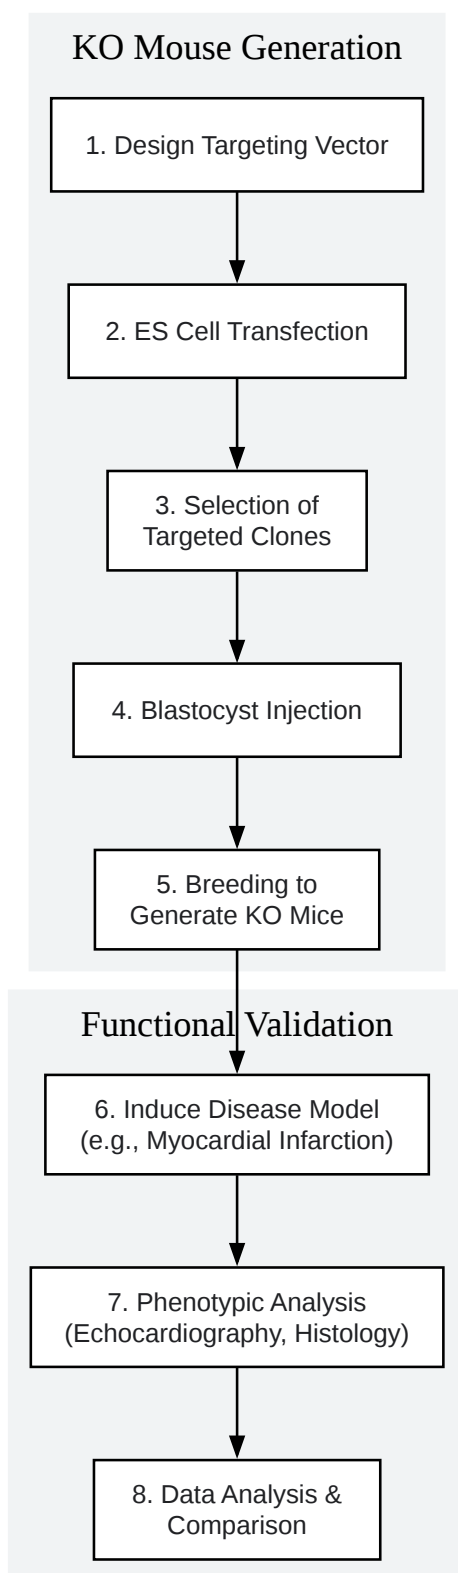 KO Mouse Generation
1. Design Targeting Vector
2. ES Cell Transfection
3. Selection of
Targeted Clones
4. Blastocyst Injection
5. Breeding to
Generate KO Mice
Functional Validation
6. Induce Disease Model
(e.g., Myocardial Infarction)
7. Phenotypic Analysis
(Echocardiography, Histology)
8. Data Analysis &
Comparison